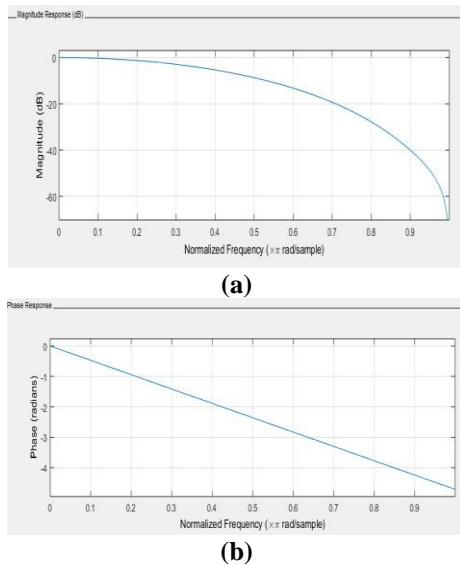 Magnitude Response (dB)
0
-20
-40
-60
Magnitude (dB)
0 0.1 0.2 0.3 0.4 0.5 0.6 0.7 0.8 0.9
Normalized Frequency (×π rad/sample)
(a)
Phase Response
0
-1
-2
-3
-4
Phase (radians)
0 0.1 0.2 0.3 0.4 0.5 0.6 0.7 0.8 0.9
Normalized Frequency (×π rad/sample)
(b)